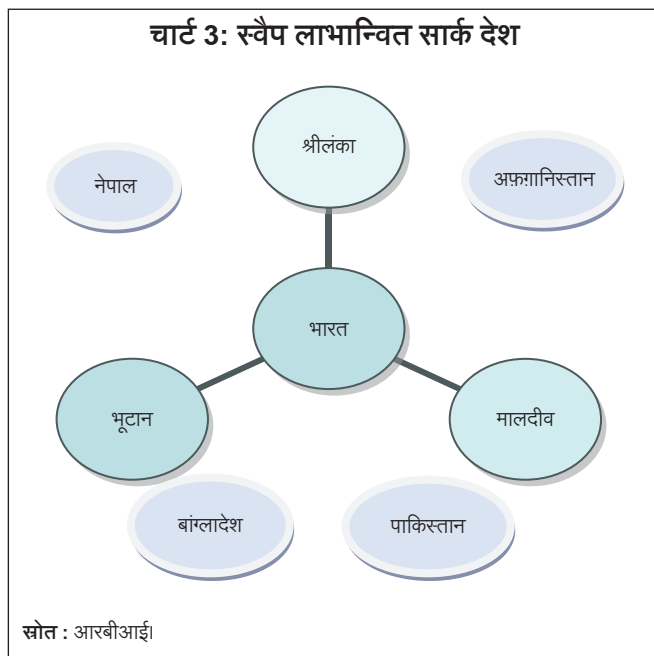 चार्ट 3: स्वैप लाभान्वित सार्क देश
श्रीलंका
नेपाल
अफ़ग़ानिस्तान
भारत
भूटान
मालदीव
बांग्लादेश
पाकिस्तान
स्रोत : आरबीआई।